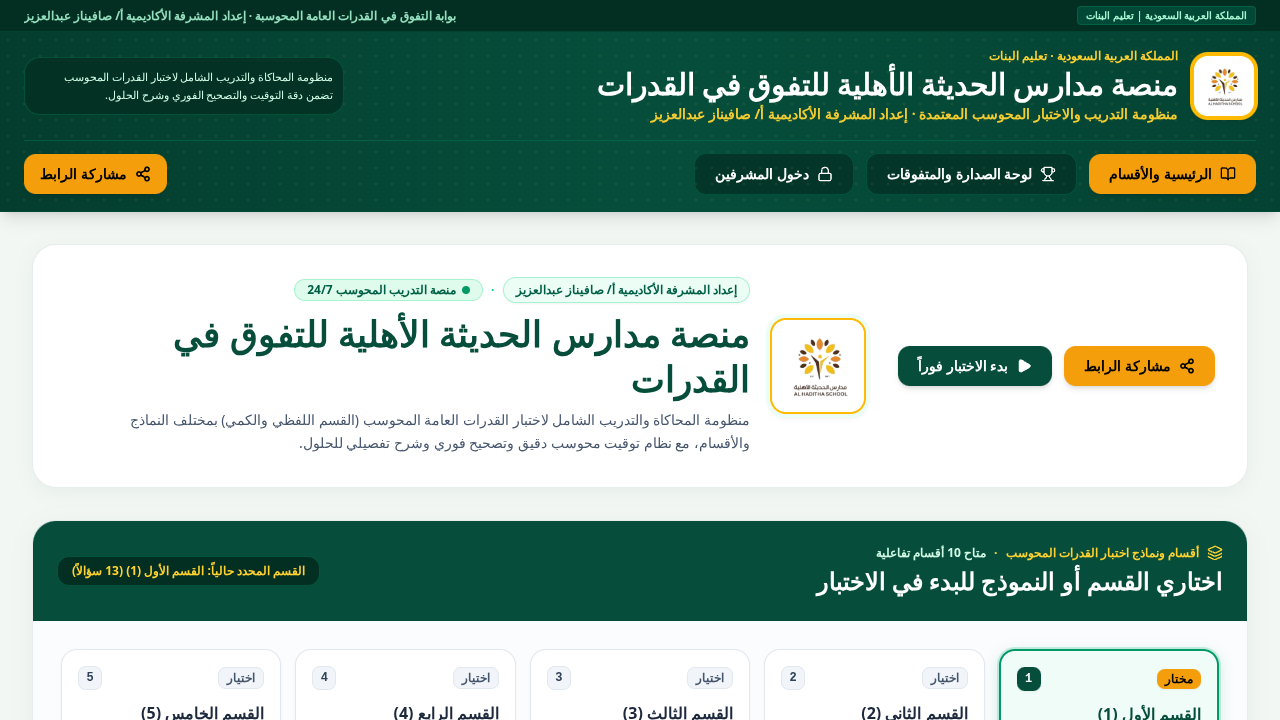 المملكة العربية السعودية | تعليم البنات
بوابة التفوق في القدرات العامة المحوسبة · إعداد المشرفة الأكاديمية أ/ صافيناز عبدالعزيز
المملكة العربية السعودية · تعليم البنات
منصة مدارس الحديثة الأهلية للتفوق في القدرات
منظومة التدريب والاختبار المحوسب المعتمدة · إعداد المشرفة الأكاديمية أ/ صافيناز عبدالعزيز
منظومة المحاكاة والتدريب الشامل لاختبار القدرات المحوسب
تضمن دقة التوقيت والتصحيح الفوري وشرح الحلول.
الرئيسية والأقسام
لوحة الصدارة والمتفوقات
دخول المشرفين
مشاركة الرابط
مشاركة الرابط
بدء الاختبار فوراً
مدارس الحديثة الأهلية
AL HADITHA SCHOOL
إعداد المشرفة الأكاديمية أ/ صافيناز عبدالعزيز · منصة التدريب المحوسب 24/7
منصة مدارس الحديثة الأهلية للتفوق في
القدرات
منظومة المحاكاة والتدريب الشامل لاختبار القدرات العامة المحوسب (القسم اللفظي والكمي) بمختلف النماذج
والأقسام، مع نظام توقيت محوسب دقيق وتصحيح فوري وشرح تفصيلي للحلول.
أقسام ونماذج اختبار القدرات المحوسب · متاح 10 أقسام تفاعلية
اختاري القسم أو النموذج للبدء في الاختبار
القسم المحدد حالياً: القسم الأول (1) (13 سؤالاً)
مختار 1
القسم الأول (1)
اختيار 2
القسم الثاني (2)
اختيار 3
القسم الثالث (3)
اختيار 4
القسم الرابع (4)
اختيار 5
القسم الخامس (5)